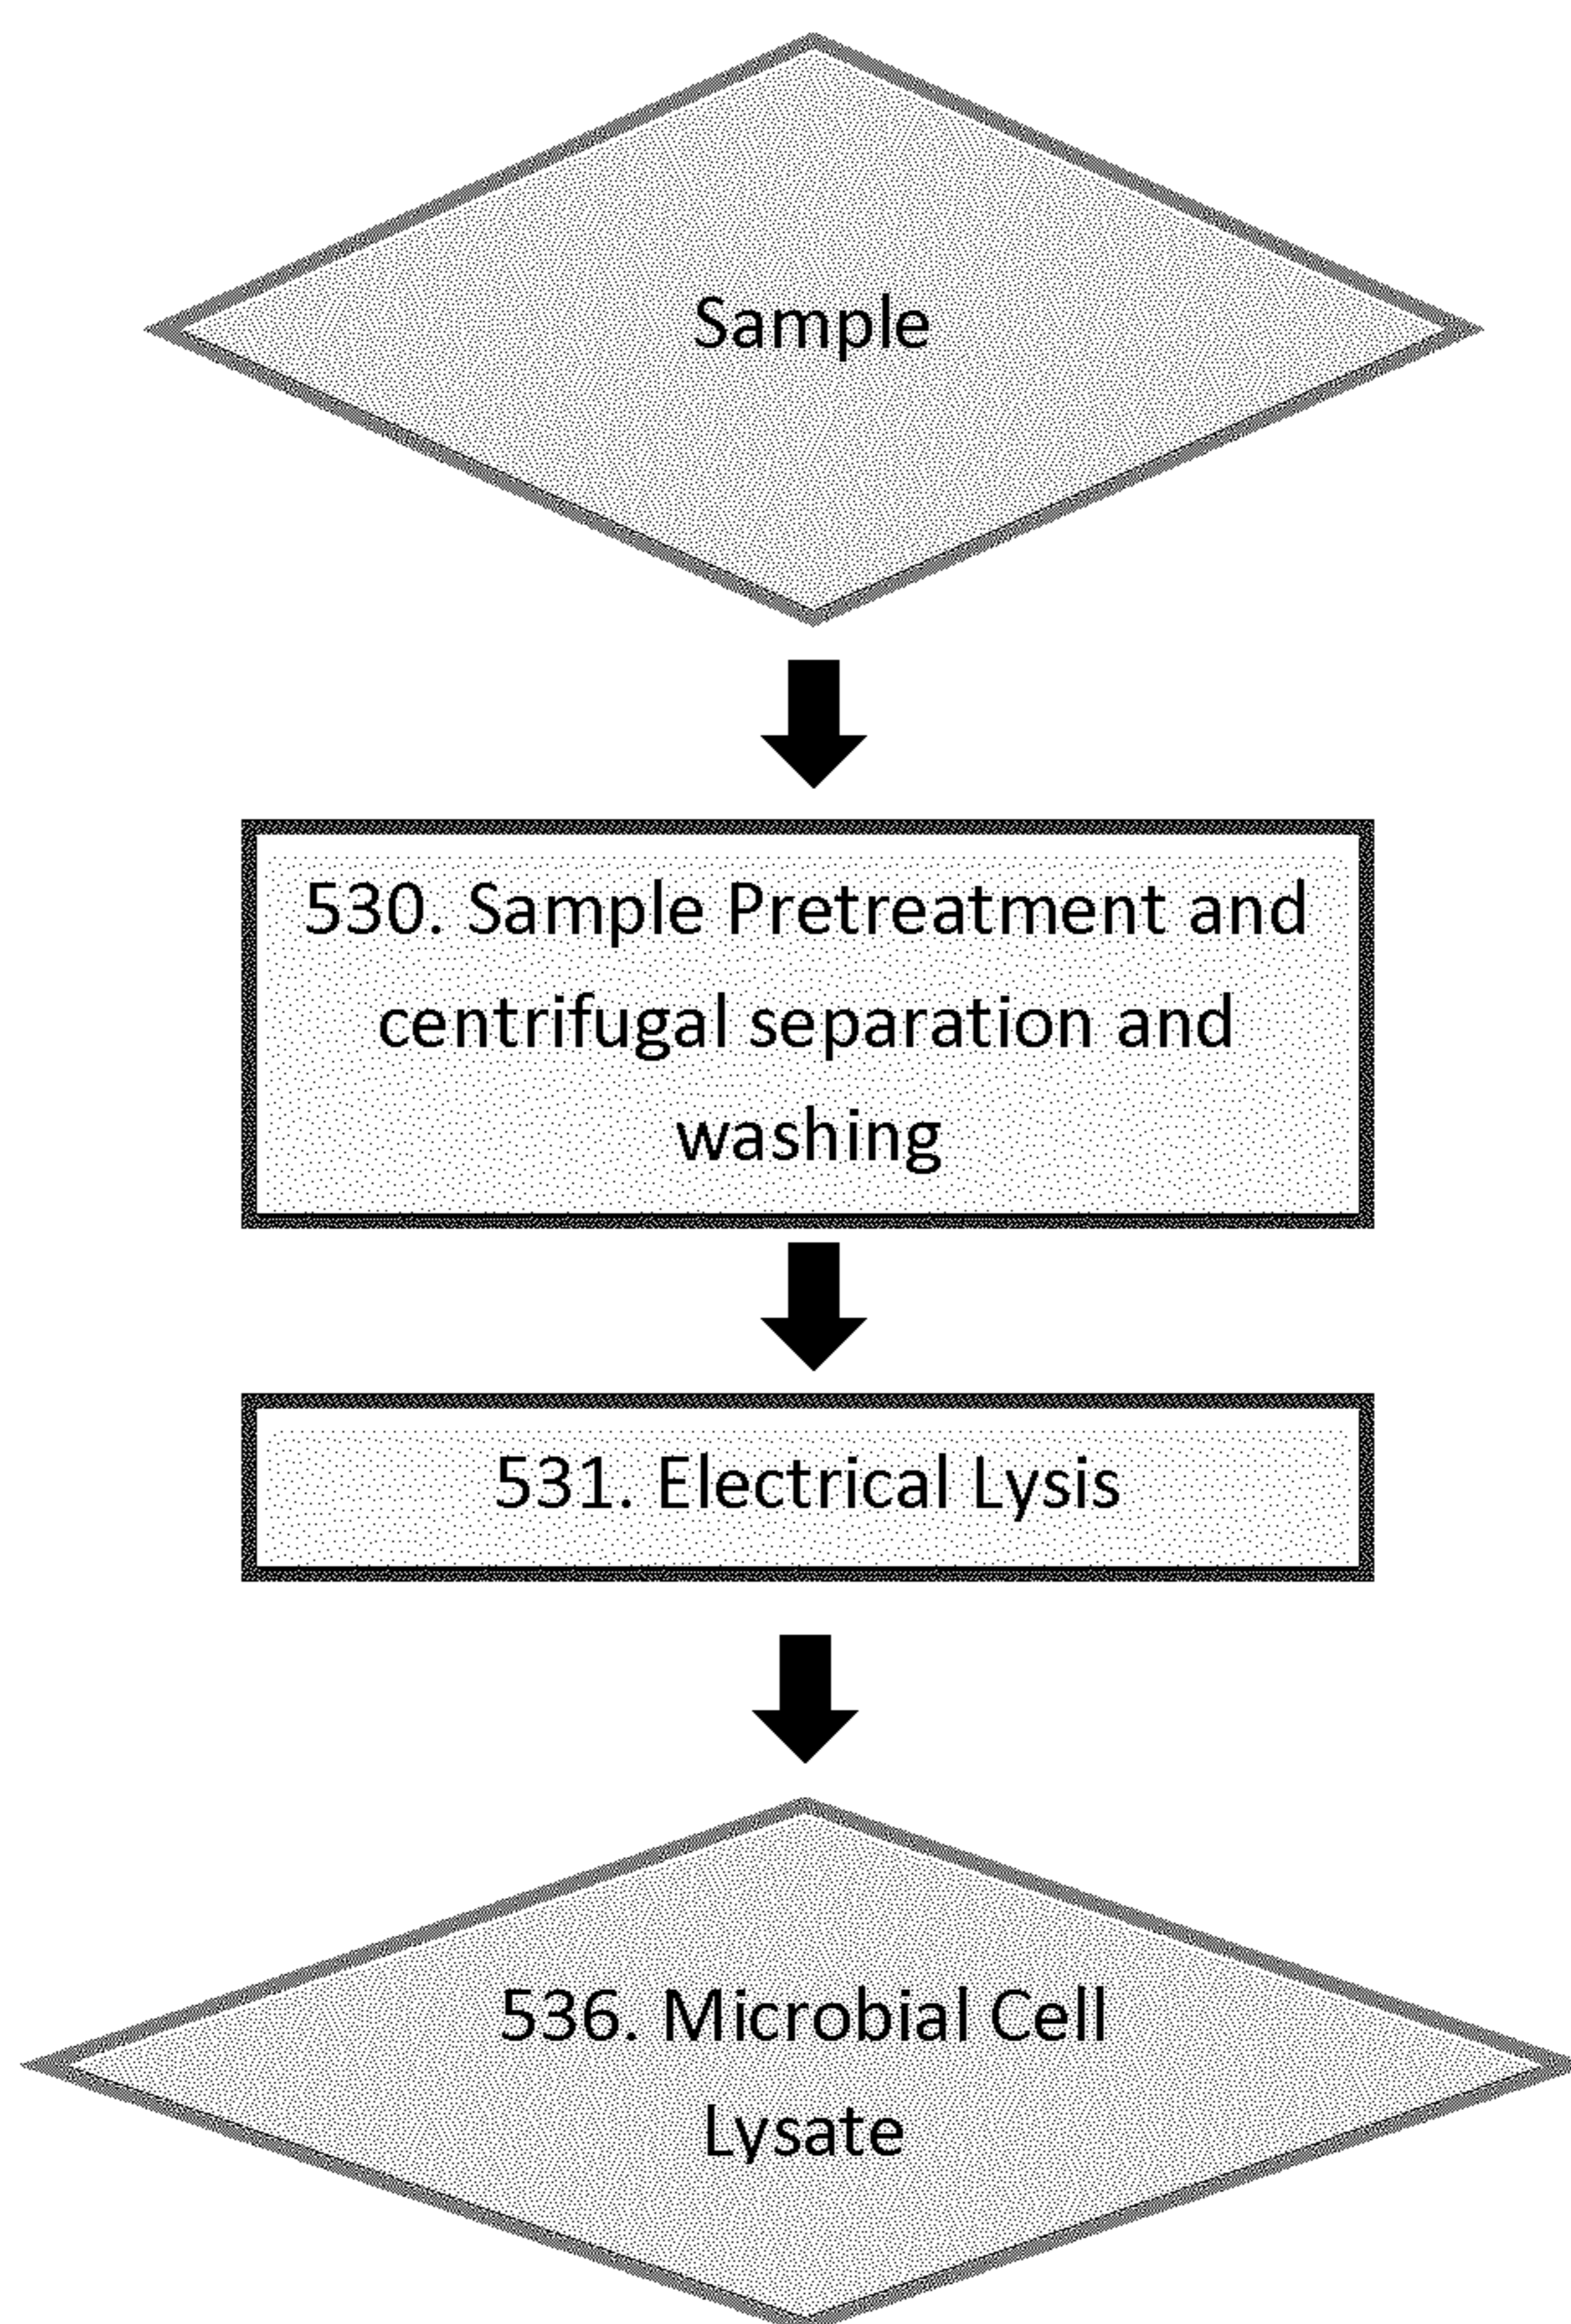 Sample
530. Sample Pretreatment and
centrifugal separation and
washing
531. Electrical Lysis
536. Microbial Cell
Lysate